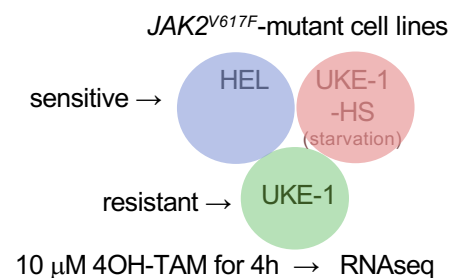 JAK2V617F-mutant cell lines
HEL
UKE-1
-HS
(starvation)
sensitive →
resistant →
UKE-1
10 μM 4OH-TAM for 4h → RNAseq